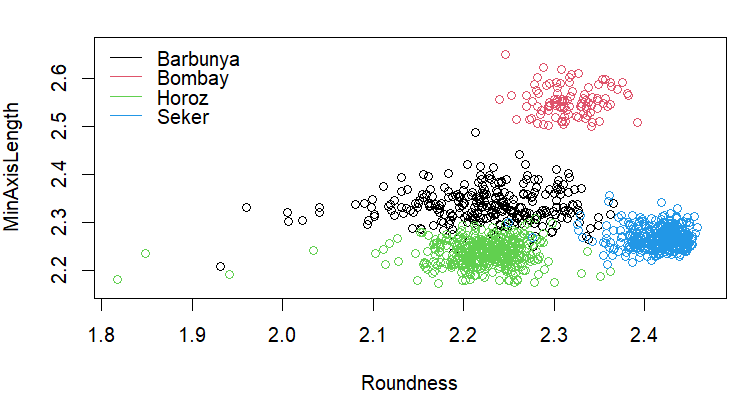 Barbunya
Bombay
Horoz
Seker
MinAxisLength
2.6
2.5
2.4
2.3
2.2
1.8 1.9 2.0 2.1 2.2 2.3 2.4
Roundness